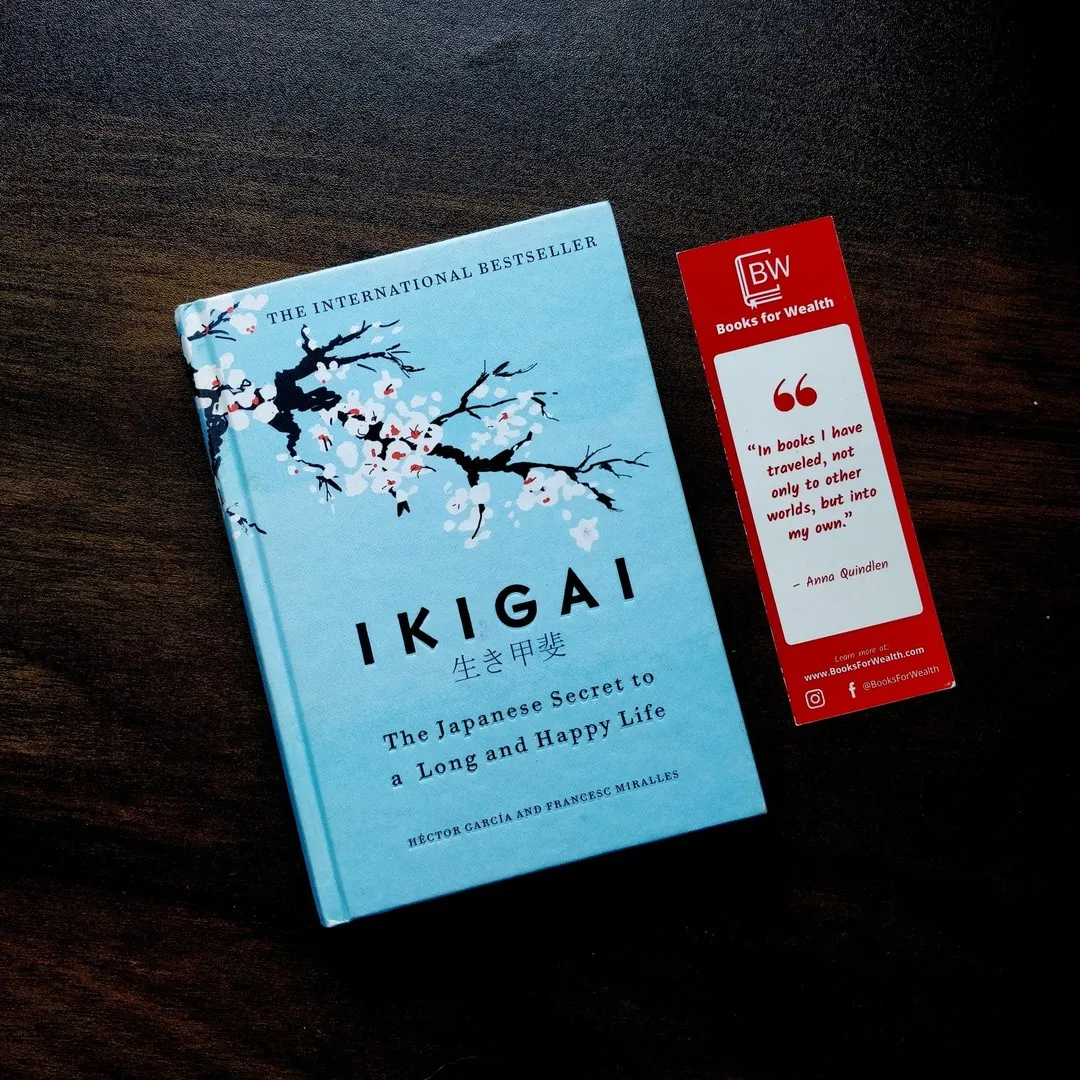 THE INTERNATIONAL BESTSELLER
IKIGAI
生き甲斐
The Japanese Secret to
a Long and Happy Life
HÉCTOR GARCÍA AND FRANCESC MIRALLES
BW
Books for Wealth
“
“In books I have
traveled, not
only to other
worlds, but into
my own.”
– Anna Quindlen
Learn more at:
www.BooksForWealth.com
@BooksForWealth